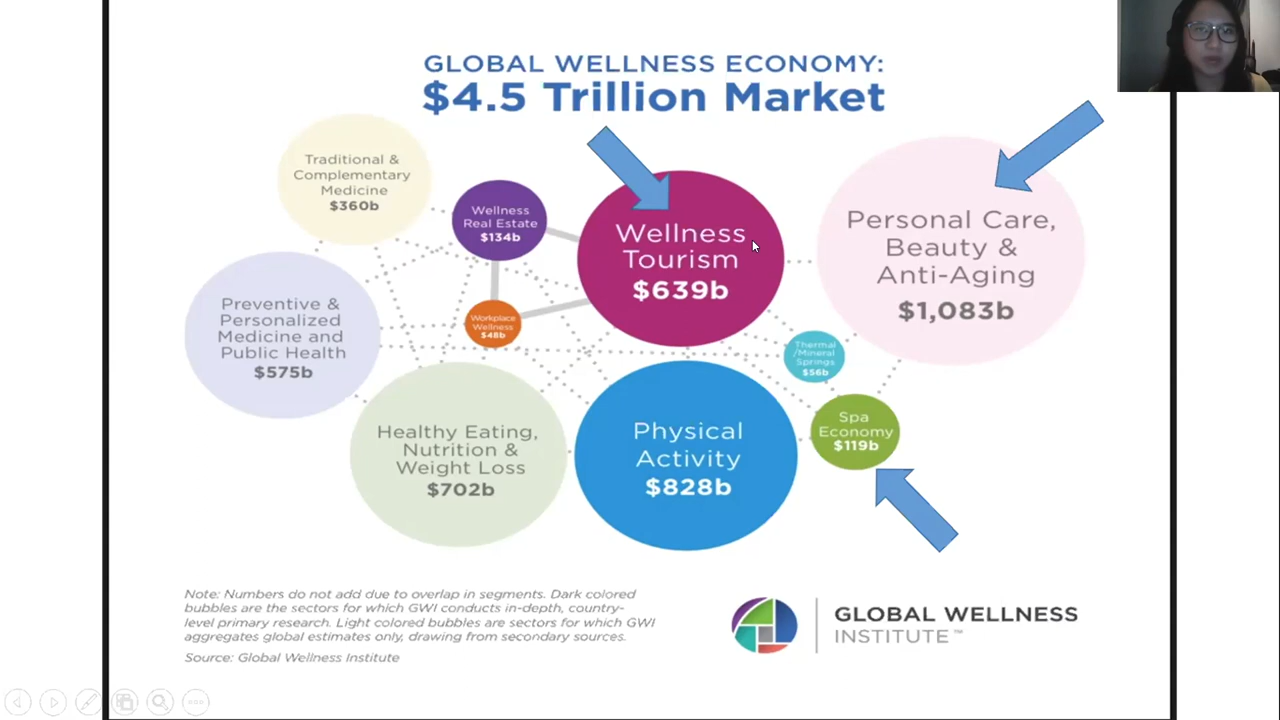 GLOBAL WELLNESS ECONOMY:
$4.5 Trillion Market
Traditional &
Complementary
Medicine
$360b
Wellness
Real Estate
$134b
Wellness
Tourism
$639b
Personal Care,
Beauty &
Anti-Aging
$1,083b
Preventive &
Personalized
Medicine and
Public Health
$575b
Workplace
Wellness
$48b
Thermal
/Mineral
Springs
$56b
Healthy Eating,
Nutrition &
Weight Loss
$702b
Physical
Activity
$828b
Spa
Economy
$119b
Note: Numbers do not add due to overlap in segments. Dark colored
bubbles are the sectors for which GWI conducts in-depth, country-
level primary research. Light colored bubbles are sectors for which GWI
aggregates global estimates only, drawing from secondary sources.
Source: Global Wellness Institute
GLOBAL WELLNESS
INSTITUTE™